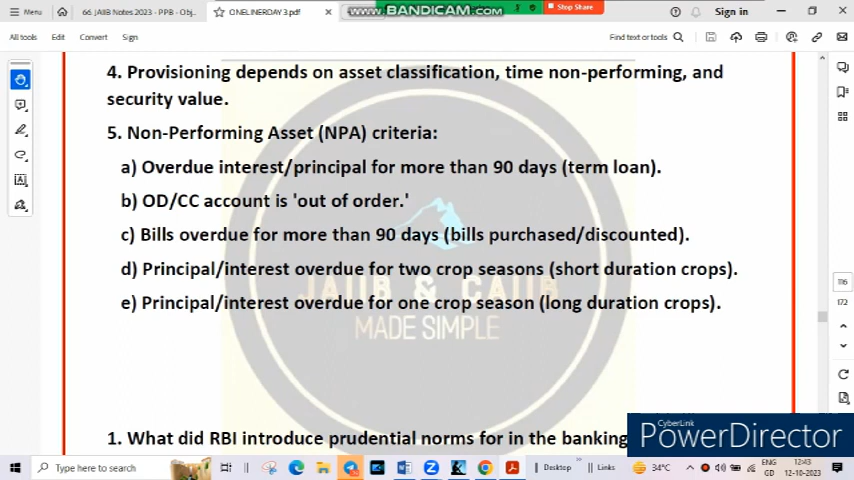 Menu
66. JAIIB Notes 2023 - PPB - Obj...
ONELINERDAY 3.pdf
WWW.BANDICAM.COM
Stop Share
Sign in
All tools Edit Convert Sign
Find text or tools
4. Provisioning depends on asset classification, time non-performing, and
security value.
5. Non-Performing Asset (NPA) criteria:
a) Overdue interest/principal for more than 90 days (term loan).
b) OD/CC account is 'out of order.'
c) Bills overdue for more than 90 days (bills purchased/discounted).
d) Principal/interest overdue for two crop seasons (short duration crops).
e) Principal/interest overdue for one crop season (long duration crops).
JAIIB & CAIIB
MADE SIMPLE
116
172
1. What did RBI introduce prudential norms for in the banking
CyberLink
PowerDirector
Type here to search
Desktop
Links
34°C
ENG
GD
12:43
12-10-2023